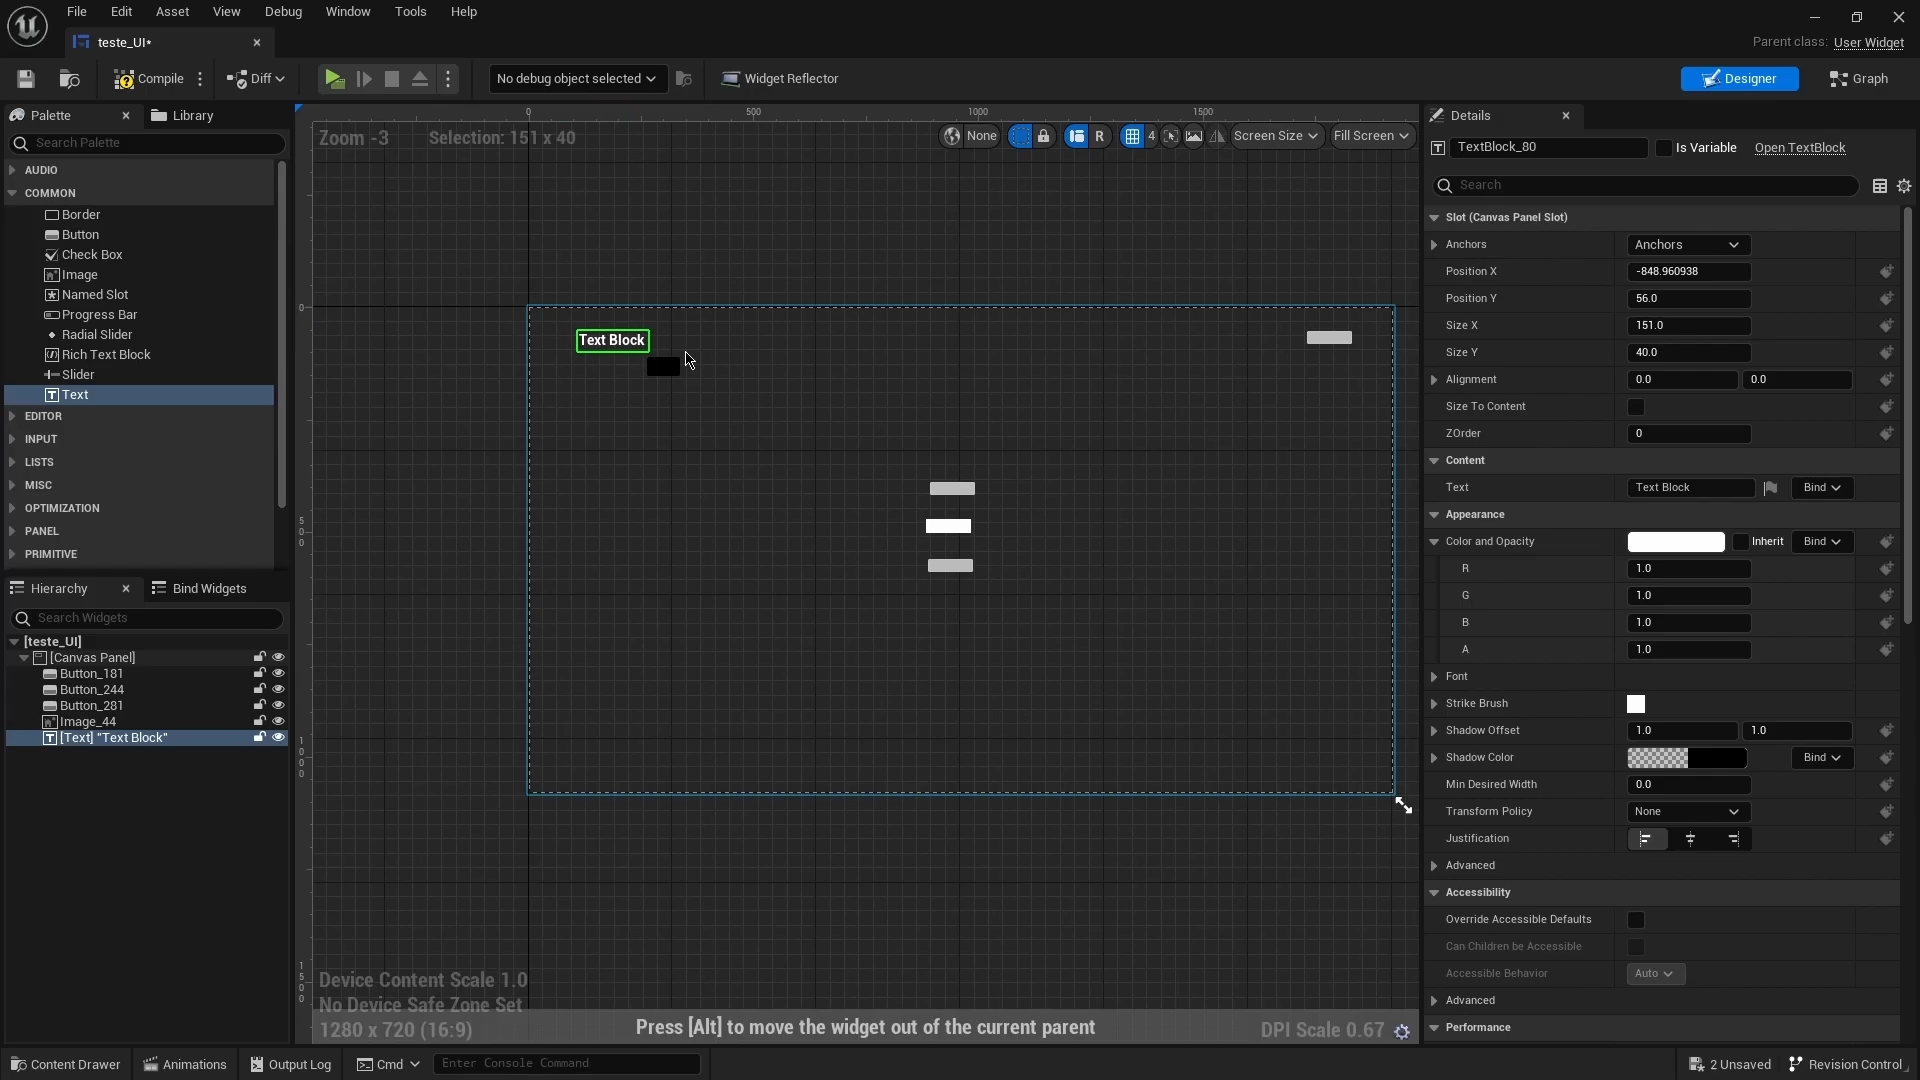 File Edit Asset View Debug Window Tools Help
teste_UI*
Parent class: User Widget
Compile Diff No debug object selected Widget Reflector Designer Graph
Palette Library
Search Palette
AUDIO
COMMON
Border
Button
Check Box
Image
Named Slot
Progress Bar
Radial Slider
Rich Text Block
Slider
Text
EDITOR
INPUT
LISTS
MISC
OPTIMIZATION
PANEL
PRIMITIVE
Hierarchy Bind Widgets
Search Widgets
[teste_UI]
[Canvas Panel]
Button_181
Button_244
Button_281
Image_44
[Text] "Text Block"
0 500 1000 1500
Zoom -3 Selection: 151 x 40
None R 4 Screen Size Fill Screen
0
500
1000
1500
Text Block
Device Content Scale 1.0
No Device Safe Zone Set
1280 x 720 (16:9)
Press [Alt] to move the widget out of the current parent
DPI Scale 0.67
Details
TextBlock_80 Is Variable Open TextBlock
Search
Slot (Canvas Panel Slot)
Anchors Anchors
Position X -848.960938
Position Y 56.0
Size X 151.0
Size Y 40.0
Alignment 0.0 0.0
Size To Content
ZOrder 0
Content
Text Text Block Bind
Appearance
Color and Opacity Inherit Bind
R 1.0
G 1.0
B 1.0
A 1.0
Font
Strike Brush
Shadow Offset 1.0 1.0
Shadow Color Bind
Min Desired Width 0.0
Transform Policy None
Justification
Advanced
Accessibility
Override Accessible Defaults
Can Children be Accessible
Accessible Behavior Auto
Advanced
Performance
Content Drawer Animations Output Log Cmd Enter Console Command 2 Unsaved Revision Control